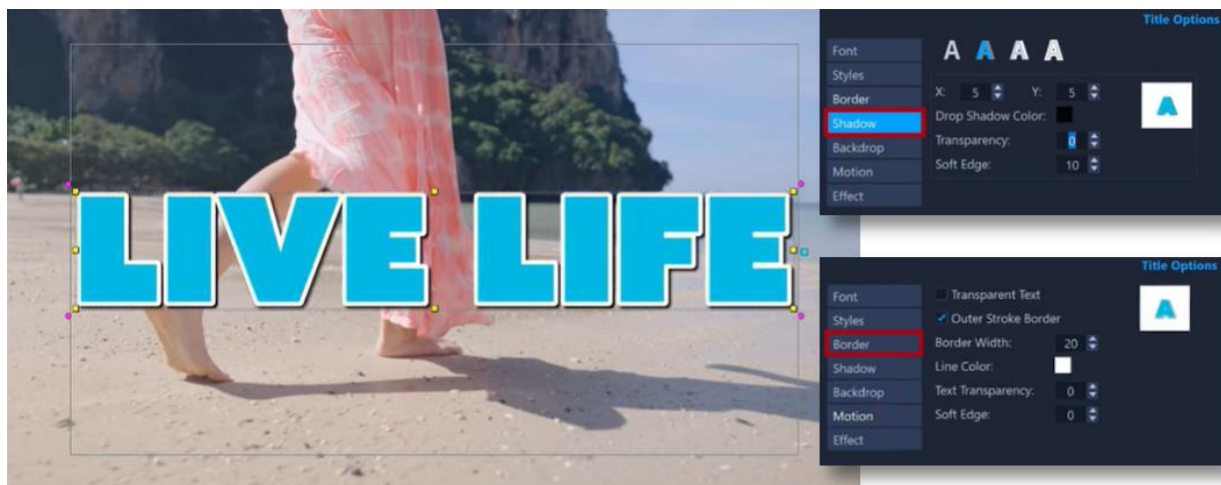 LIVE LIFE
Title Options
Font
A A A A
Styles
X: 5 Y: 5
Border
Drop Shadow Color:
Shadow
Transparency: 0
Backdrop
Soft Edge: 10
Motion
Effect
A
Title Options
Font
Transparent Text
Styles
Outer Stroke Border
Border
Border Width: 20
Shadow
Line Color:
Backdrop
Text Transparency: 0
Motion
Soft Edge: 0
Effect
A